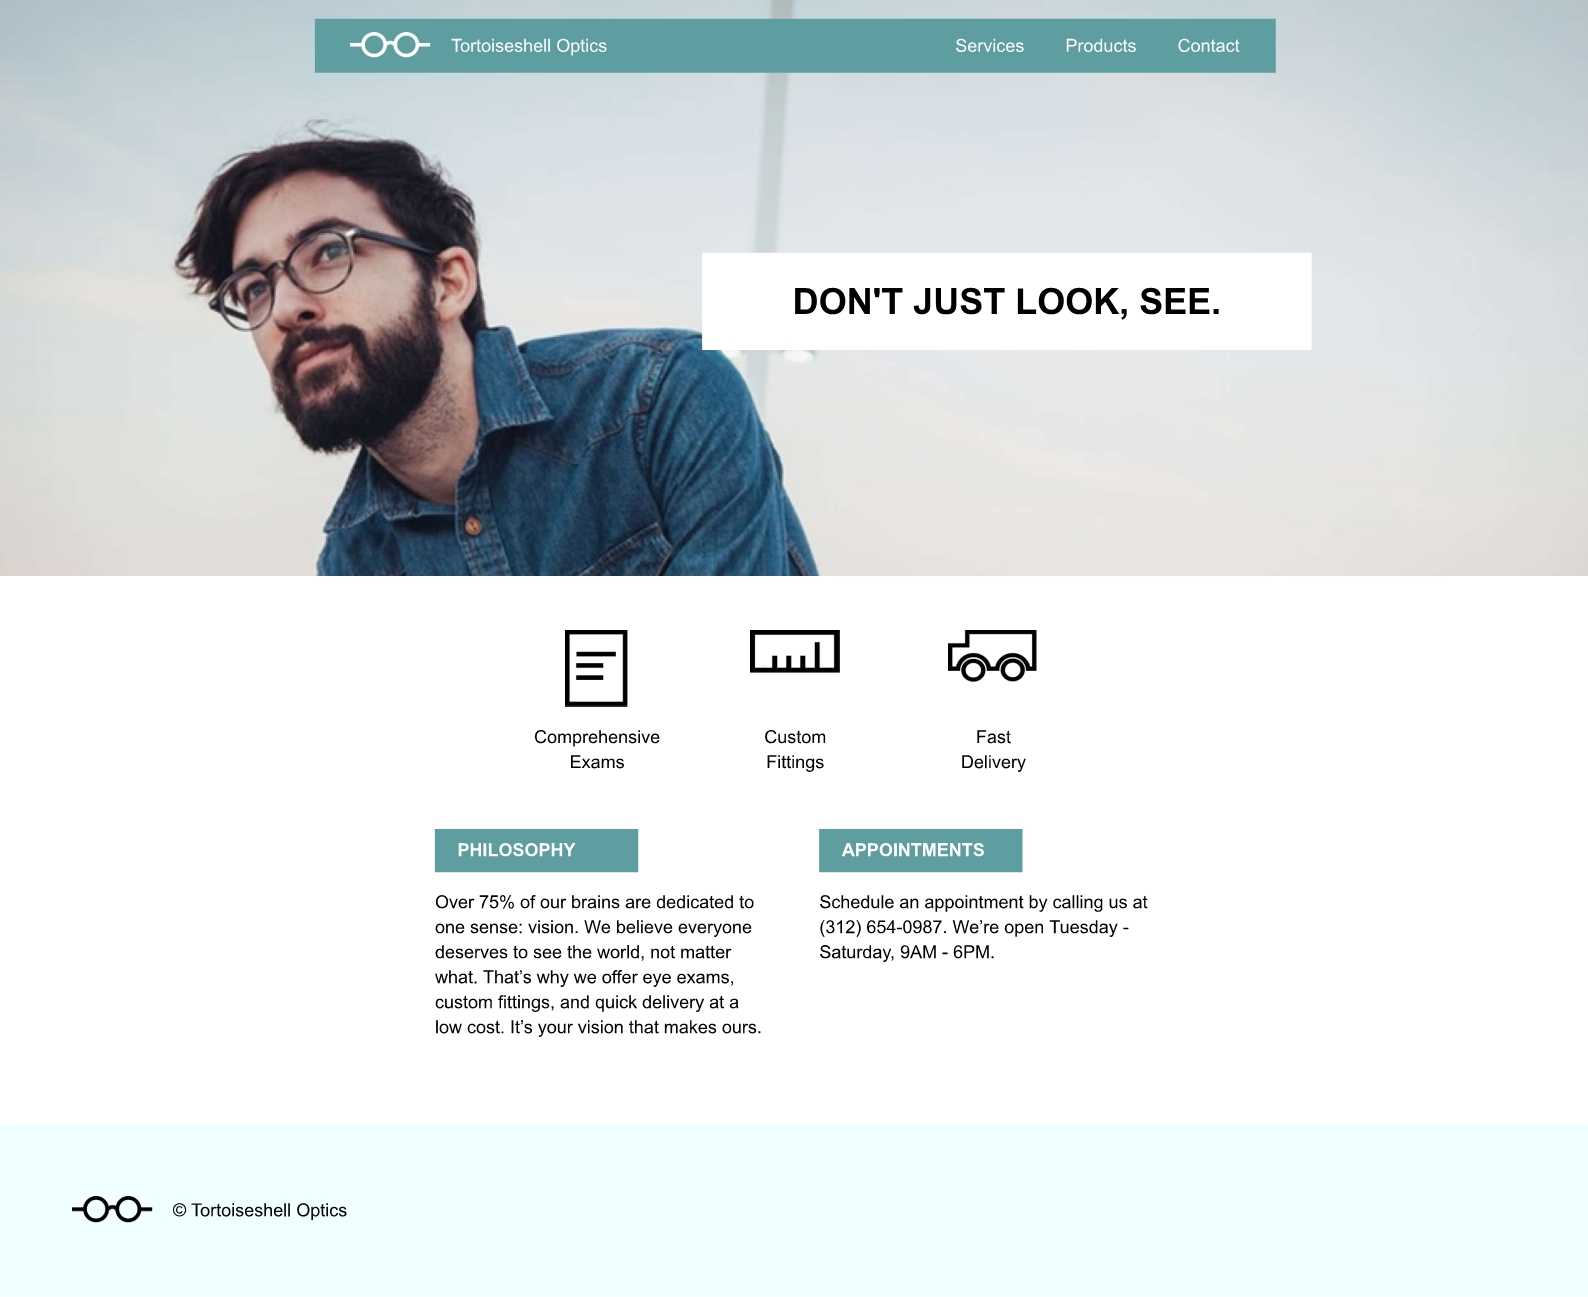 Tortoiseshell Optics
Services
Products
Contact
DON'T JUST LOOK, SEE.
Comprehensive
Exams
Custom
Fittings
Fast
Delivery
PHILOSOPHY
Over 75% of our brains are dedicated to
one sense: vision. We believe everyone
deserves to see the world, not matter
what. That’s why we offer eye exams,
custom fittings, and quick delivery at a
low cost. It’s your vision that makes ours.
APPOINTMENTS
Schedule an appointment by calling us at
(312) 654-0987. We’re open Tuesday -
Saturday, 9AM - 6PM.
© Tortoiseshell Optics